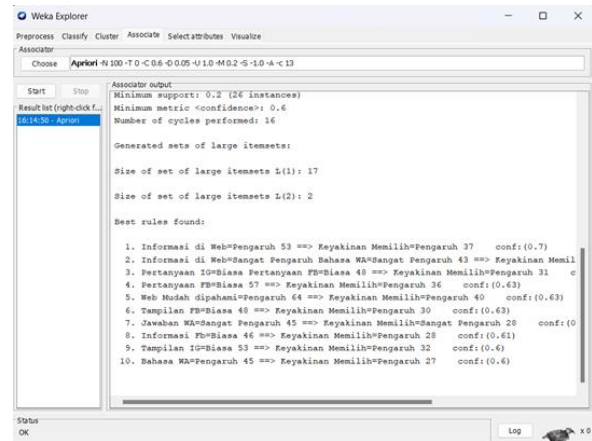 Weka Explorer
Preprocess Classify Cluster Associate Select attributes Visualize
Associator
Choose Apriori -N 100 -T 0 -C 0.6 -D 0.05 -U 1.0 -M 0.2 -S -1.0 -A -c 13
Start Stop
Result list (right-click f...
16:14:50 - Apriori
Associator output
Minimum support: 0.2 (26 instances)
Minimum metric <confidence>: 0.6
Number of cycles performed: 16
Generated sets of large itemsets:
Size of set of large itemsets L(1): 17
Size of set of large itemsets L(2): 2
Best rules found:
1. Informasi di Web=Pengaruh 53 ==> Keyakinan Memilih=Pengaruh 37 conf:(0.7)
2. Informasi di Web=Sangat Pengaruh Bahasa WA=Sangat Pengaruh 43 ==> Keyakinan Memil
3. Pertanyaan IG=Biasa Pertanyaan FB=Biasa 48 ==> Keyakinan Memilih=Pengaruh 31 c
4. Pertanyaan FB=Biasa 57 ==> Keyakinan Memilih=Pengaruh 36 conf:(0.63)
5. Web Mudah dipahami=Pengaruh 64 ==> Keyakinan Memilih=Pengaruh 40 conf:(0.63)
6. Tampilan FB=Biasa 48 ==> Keyakinan Memilih=Pengaruh 30 conf:(0.63)
7. Jawaban WA=Sangat Pengaruh 45 ==> Keyakinan Memilih=Sangat Pengaruh 28 conf:(0
8. Informasi Fb=Biasa 46 ==> Keyakinan Memilih=Pengaruh 28 conf:(0.61)
9. Tampilan IG=Biasa 53 ==> Keyakinan Memilih=Pengaruh 32 conf:(0.6)
10. Bahasa WA=Pengaruh 45 ==> Keyakinan Memilih=Pengaruh 27 conf:(0.6)
Status
OK
Log
x 0